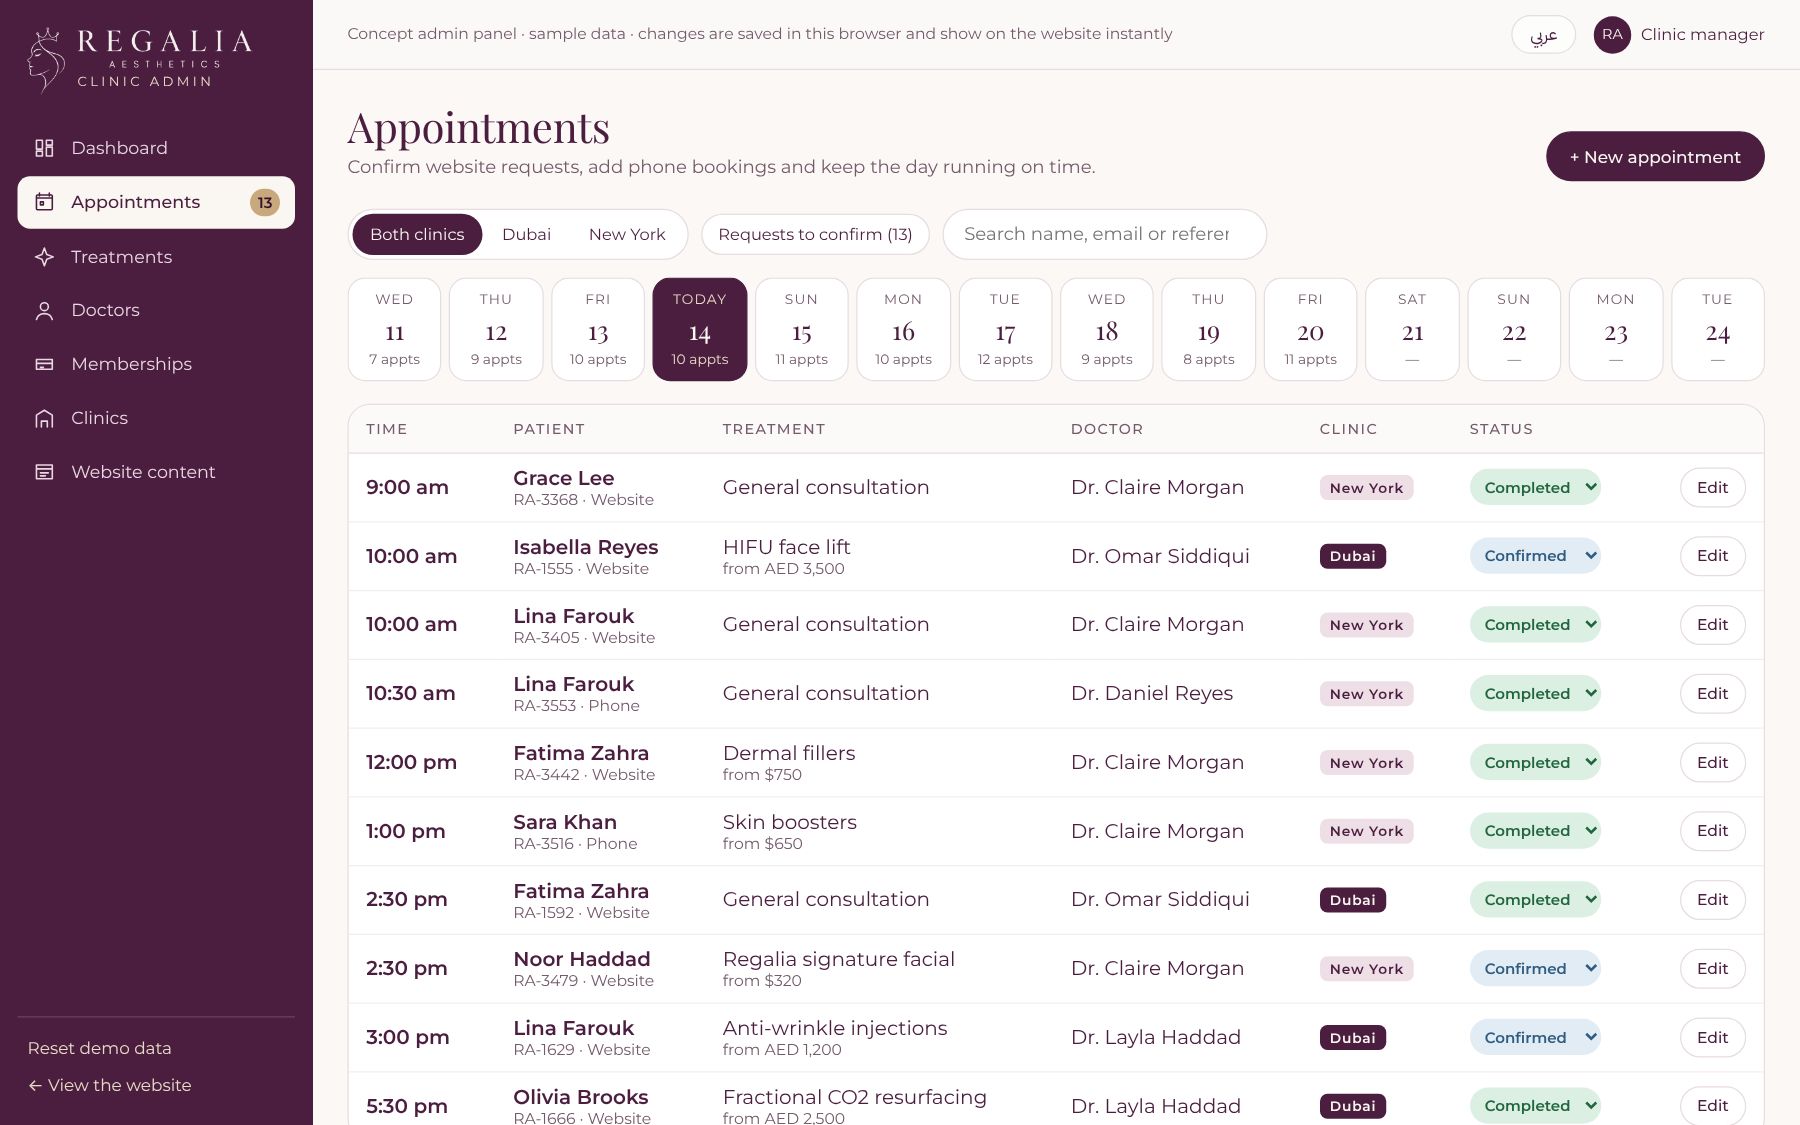 REGALIA
AESTHETICS
CLINIC ADMIN
Dashboard
Appointments 13
Treatments
Doctors
Memberships
Clinics
Website content
Reset demo data
← View the website
Concept admin panel · sample data · changes are saved in this browser and show on the website instantly
عربي
RA Clinic manager
Appointments
Confirm website requests, add phone bookings and keep the day running on time.
+ New appointment
Both clinics Dubai New York Requests to confirm (13) Search name, email or referer
WED THU FRI TODAY SUN MON TUE WED THU FRI SAT SUN MON TUE
11 12 13 14 15 16 17 18 19 20 21 22 23 24
7 appts 9 appts 10 appts 10 appts 11 appts 10 appts 12 appts 9 appts 8 appts 11 appts — — — —
TIME PATIENT TREATMENT DOCTOR CLINIC STATUS
9:00 am Grace Lee General consultation Dr. Claire Morgan New York Completed Edit
RA-3368 · Website
10:00 am Isabella Reyes HIFU face lift Dr. Omar Siddiqui Dubai Confirmed Edit
RA-1555 · Website from AED 3,500
10:00 am Lina Farouk General consultation Dr. Claire Morgan New York Completed Edit
RA-3405 · Website
10:30 am Lina Farouk General consultation Dr. Daniel Reyes New York Completed Edit
RA-3553 · Phone
12:00 pm Fatima Zahra Dermal fillers Dr. Claire Morgan New York Completed Edit
RA-3442 · Website from $750
1:00 pm Sara Khan Skin boosters Dr. Claire Morgan New York Completed Edit
RA-3516 · Phone from $650
2:30 pm Fatima Zahra General consultation Dr. Omar Siddiqui Dubai Completed Edit
RA-1592 · Website
2:30 pm Noor Haddad Regalia signature facial Dr. Claire Morgan New York Confirmed Edit
RA-3479 · Website from $320
3:00 pm Lina Farouk Anti-wrinkle injections Dr. Layla Haddad Dubai Confirmed Edit
RA-1629 · Website from AED 1,200
5:30 pm Olivia Brooks Fractional CO2 resurfacing Dr. Layla Haddad Dubai Completed Edit
RA-1666 · Website from AED 2,500